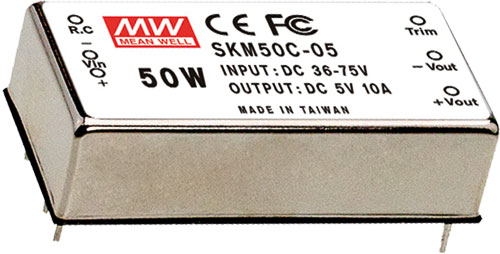 R.C
- Vin +
MW
MEAN WELL
CE FC
SKM50C-05
50W
INPUT: DC 36-75V
OUTPUT: DC 5V 10A
MADE IN TAIWAN
Trim
-Vout
+Vout